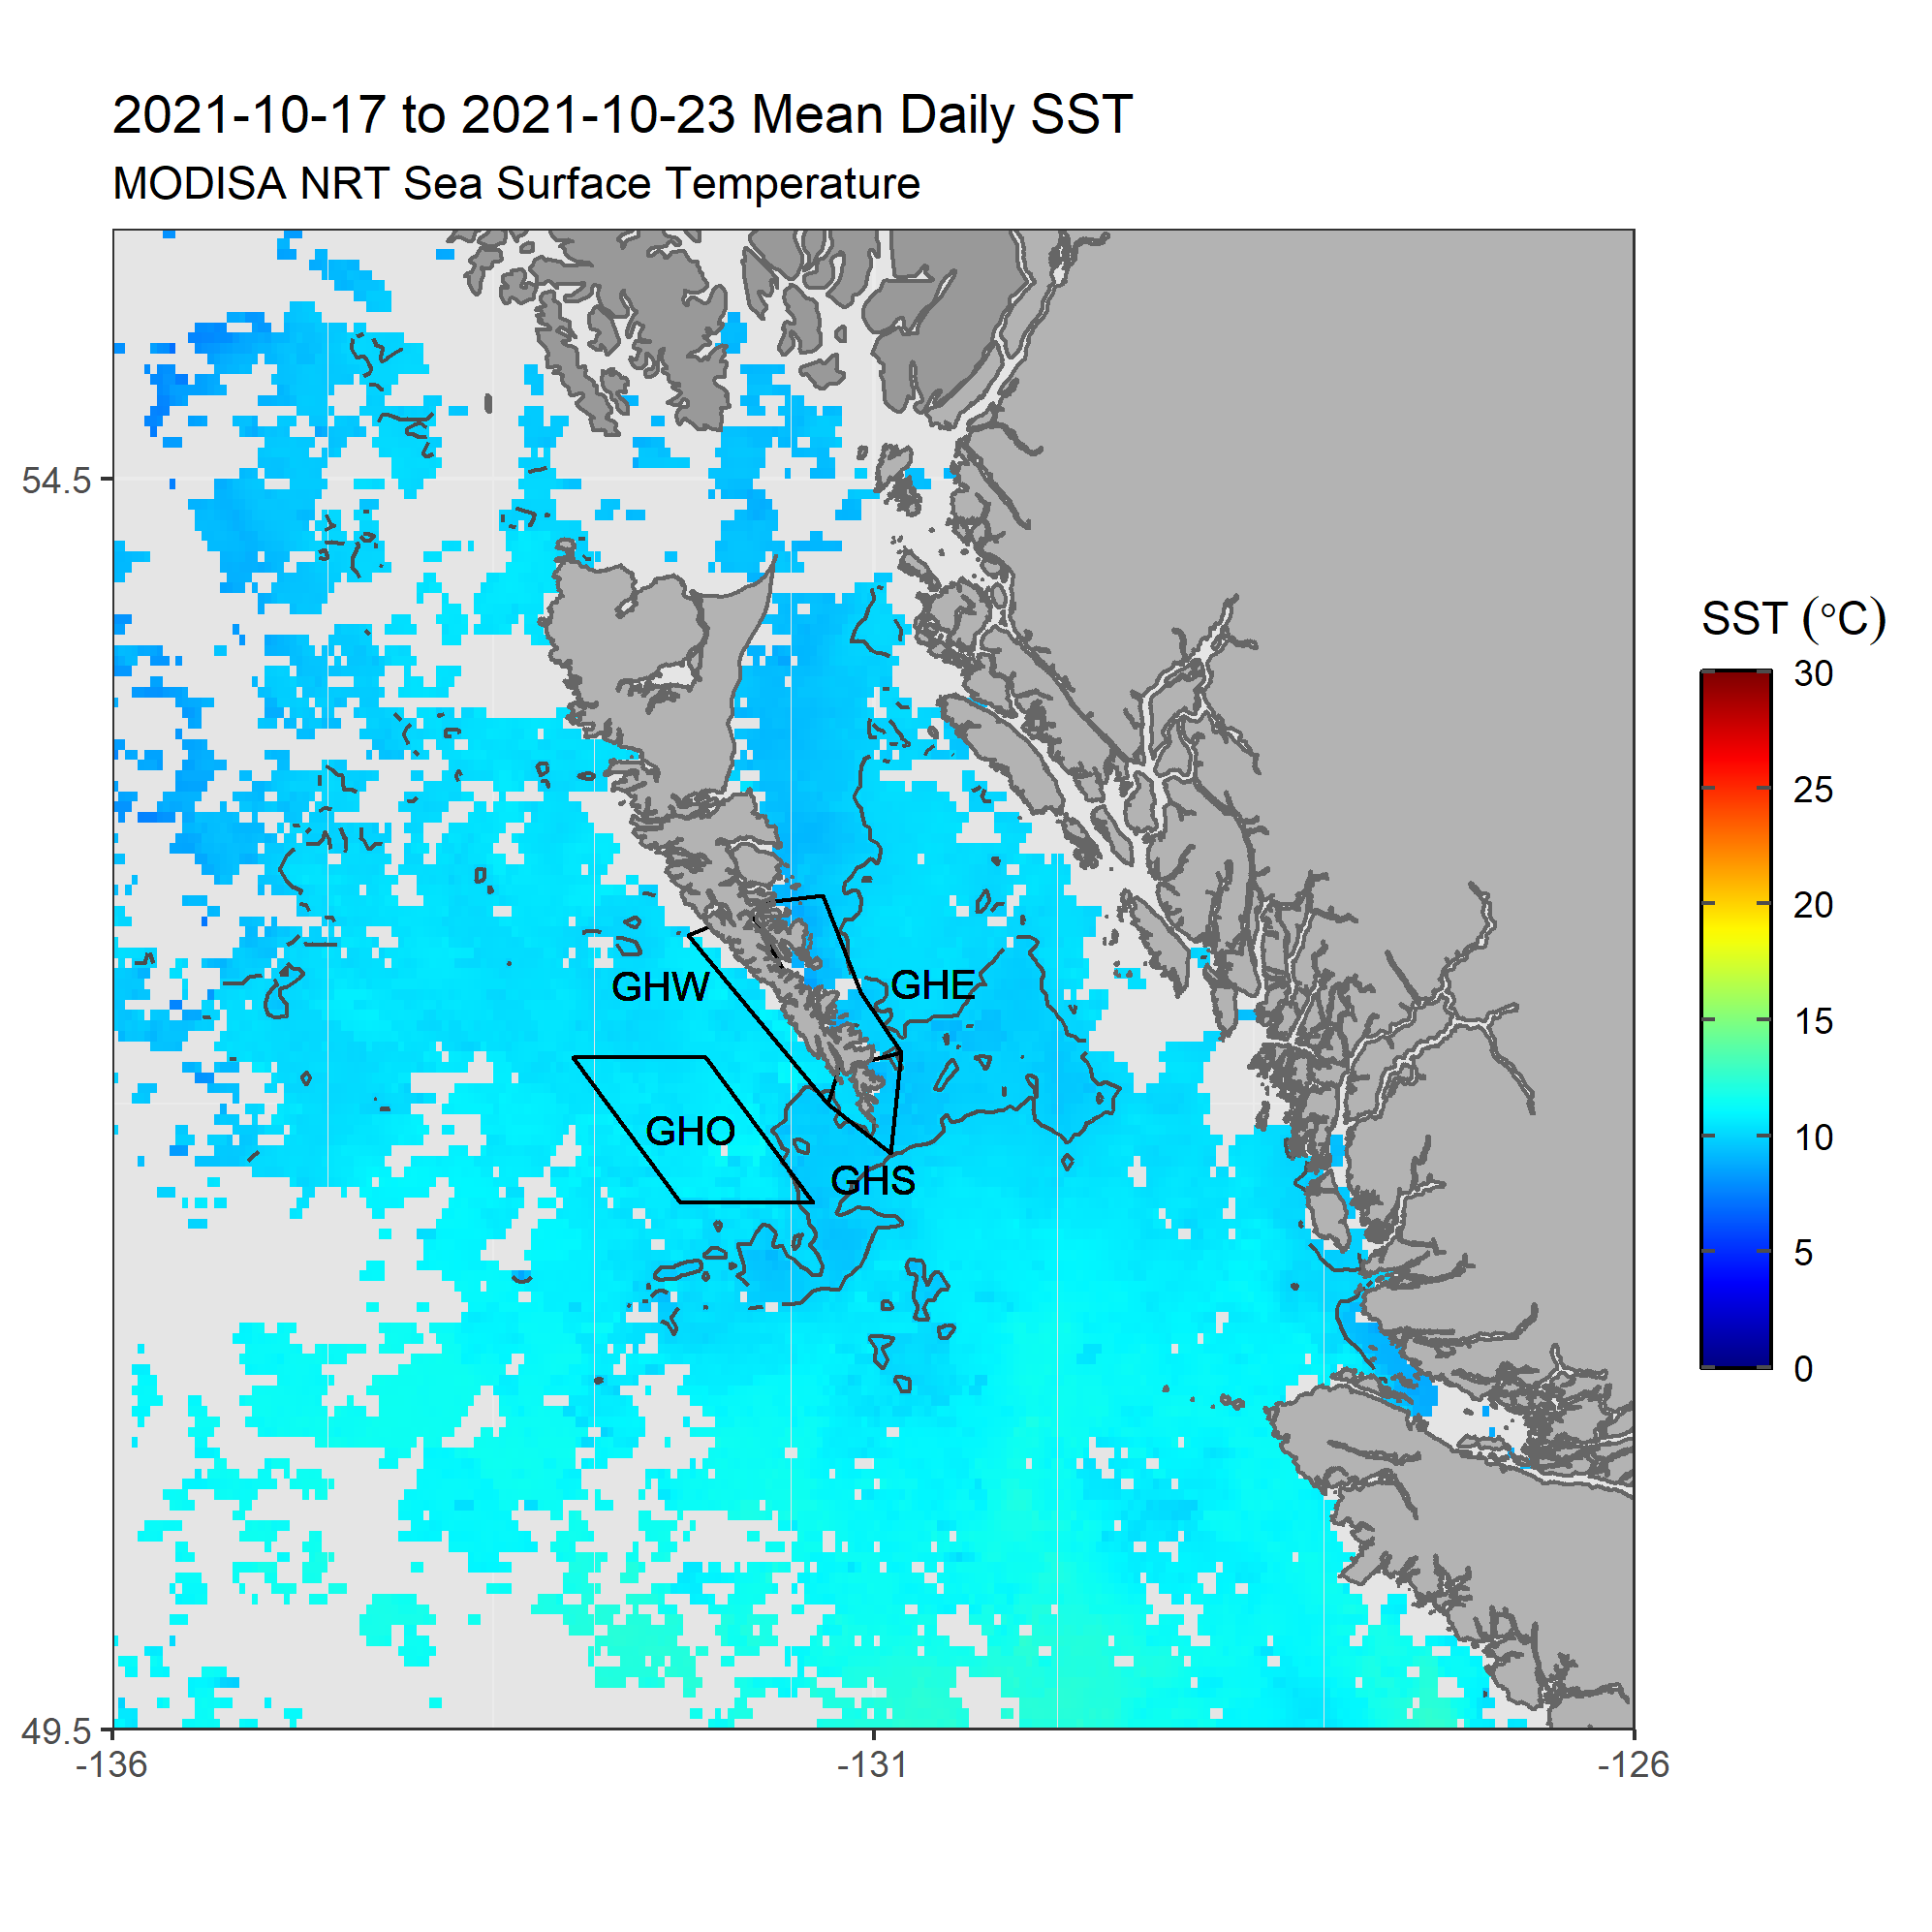 2021-10-17 to 2021-10-23 Mean Daily SST
MODISA NRT Sea Surface Temperature
54.5
49.5
-136
-131
-126
GHW
GHE
GHO
GHS
SST (°C)
30
25
20
15
10
5
0